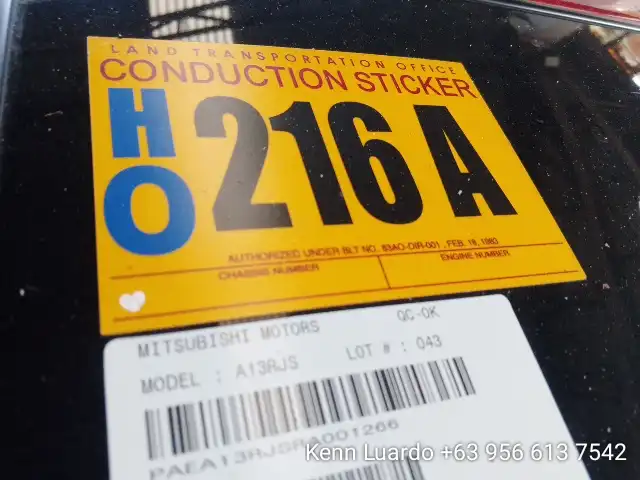 LAND TRANSPORTATION OFFICE
CONDUCTION STICKER
HO 216 A
AUTHORIZED UNDER BLT NO. 83AO-DIR-001, FEB. 18, 1983
CHASSIS NUMBER ENGINE NUMBER
MITSUBISHI MOTORS QC-OK
MODEL : A13RJS LOT # : 043
Kenn Luardo +63 956 613 7542